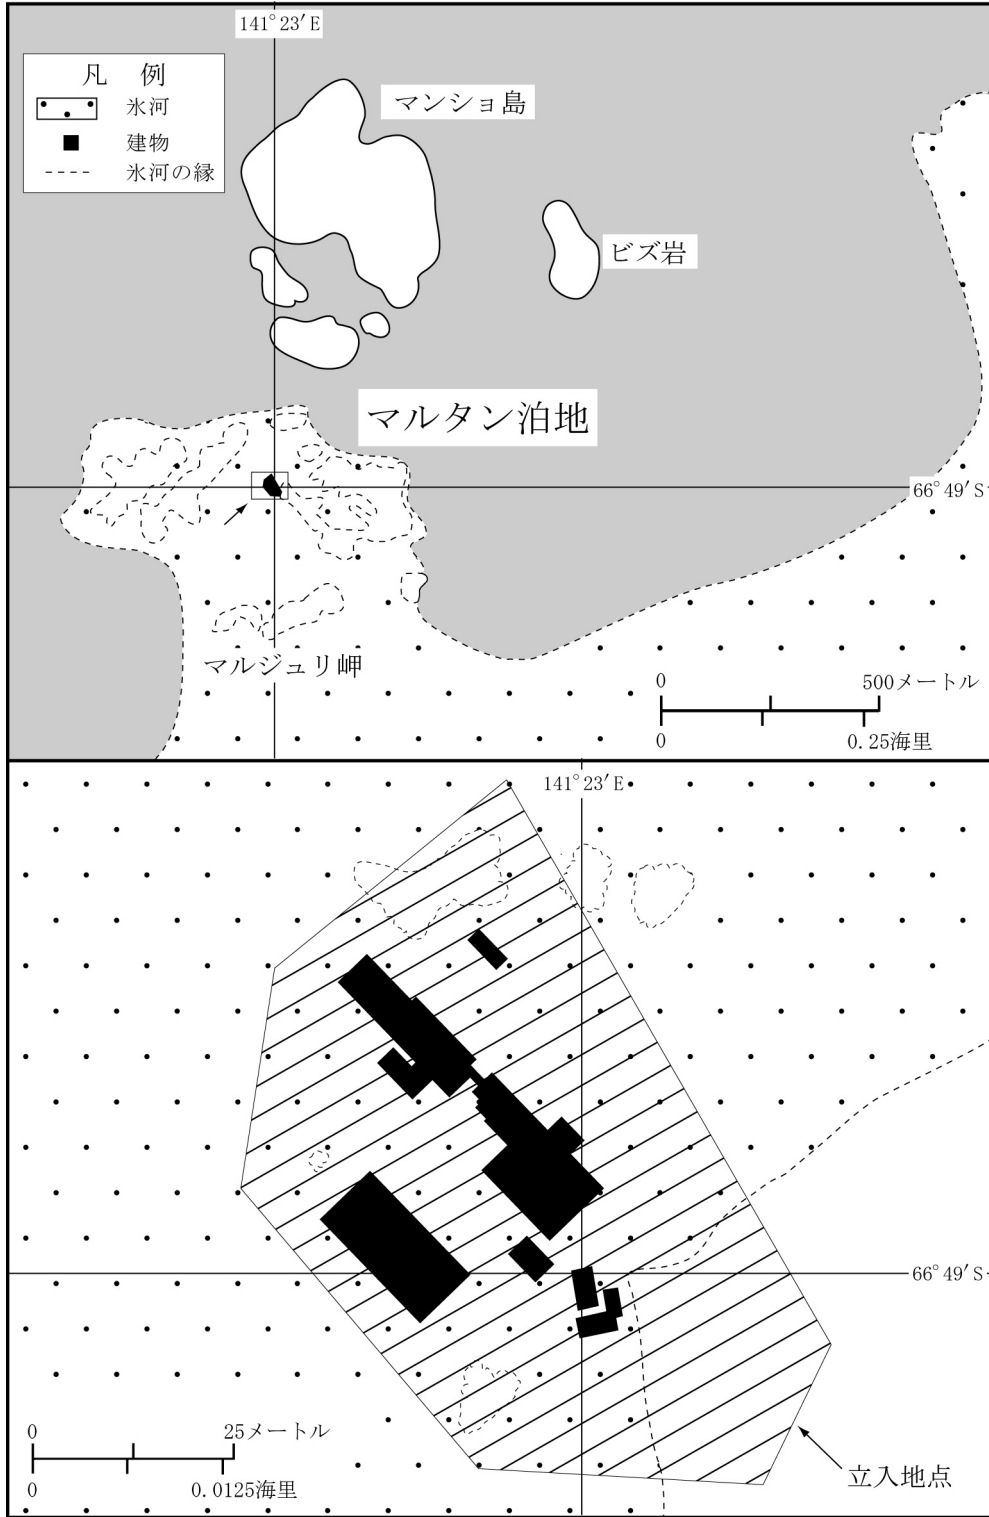 141°23′E
凡 例
氷河
建物
氷河の縁
マンショ島
ビズ岩
マルタン泊地
66°49′S
マルジュリ岬
0 500メートル
0 0.25海里
141°23′E
66°49′S
0 25メートル
0 0.0125海里
立入地点